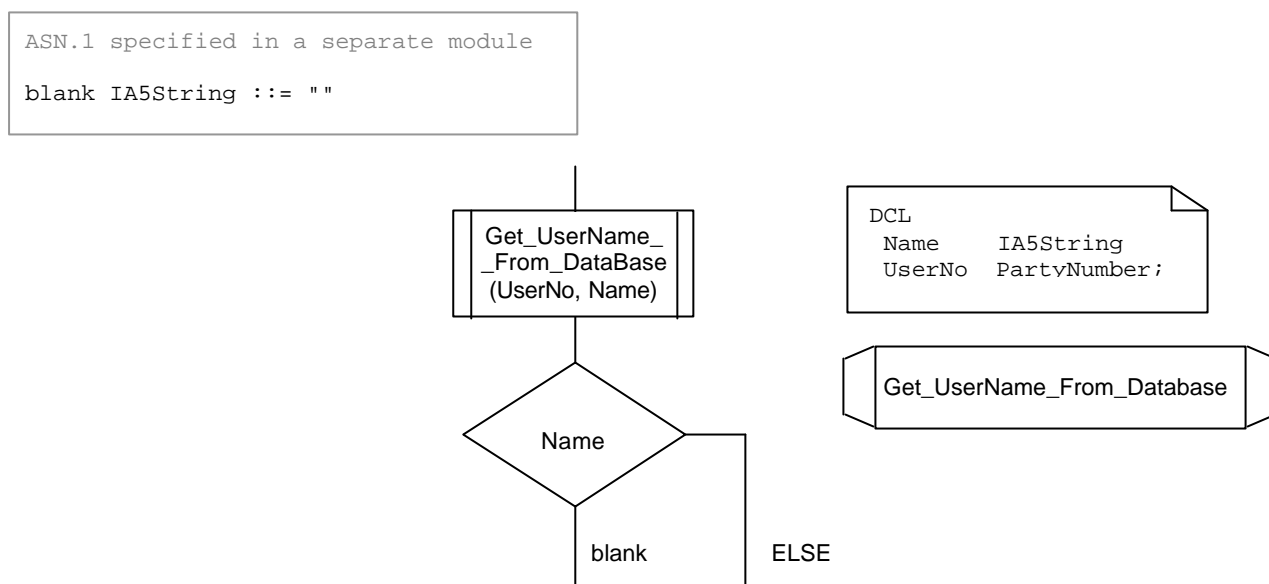 ASN.1 specified in a separate module
blank IA5String ::= ""
Get_UserName_
_From_DataBase
(UserNo, Name)
DCL
Name IA5String
UserNo PartyNumber;
Get_UserName_From_Database
Name
blank
ELSE